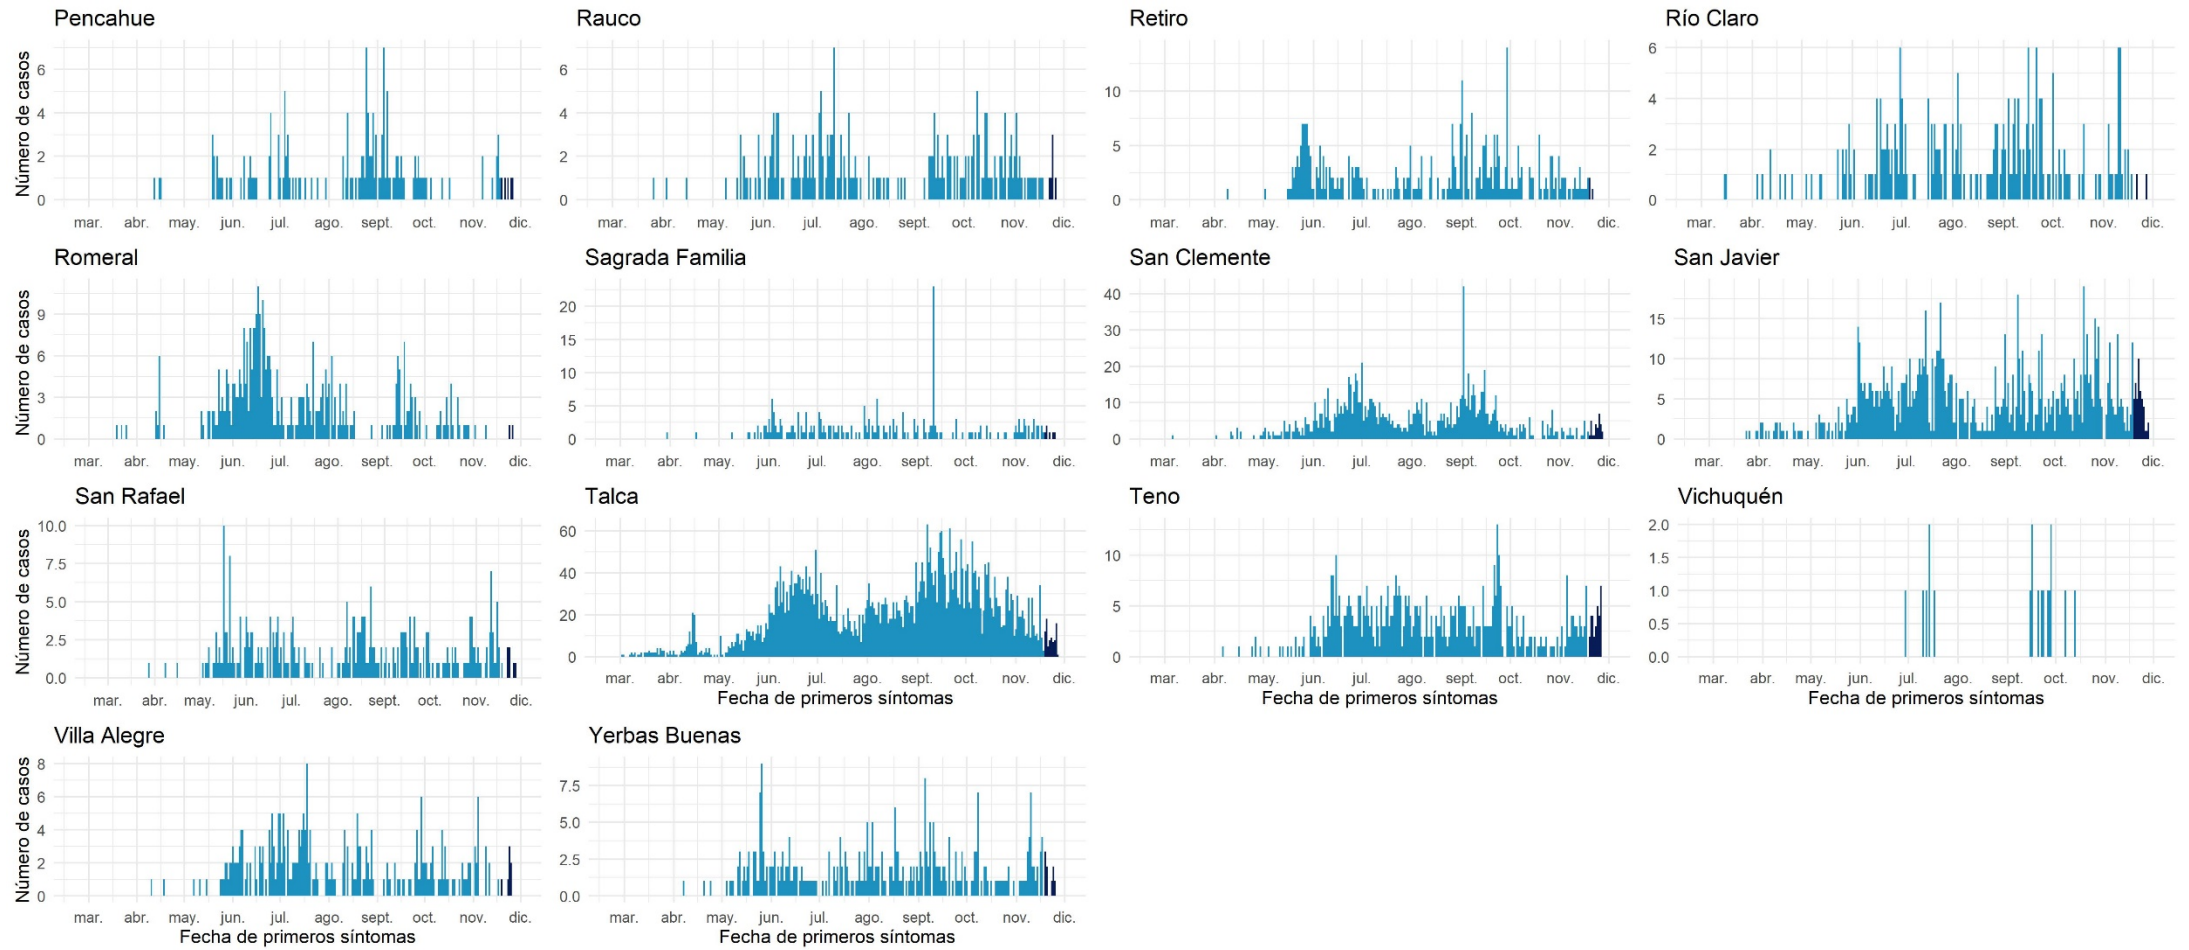 Pencahue
Número de casos
6
4
2
0
mar. abr. may. jun. jul. ago. sept. oct. nov. dic.
Rauco
6
4
2
0
mar. abr. may. jun. jul. ago. sept. oct. nov. dic.
Retiro
10
5
0
mar. abr. may. jun. jul. ago. sept. oct. nov. dic.
Río Claro
6
4
2
0
mar. abr. may. jun. jul. ago. sept. oct. nov. dic.
Romeral
Número de casos
9
6
3
0
mar. abr. may. jun. jul. ago. sept. oct. nov. dic.
Sagrada Familia
20
15
10
5
0
mar. abr. may. jun. jul. ago. sept. oct. nov. dic.
San Clemente
40
30
20
10
0
mar. abr. may. jun. jul. ago. sept. oct. nov. dic.
San Javier
15
10
5
0
mar. abr. may. jun. jul. ago. sept. oct. nov. dic.
San Rafael
Número de casos
10.0
7.5
5.0
2.5
0.0
mar. abr. may. jun. jul. ago. sept. oct. nov. dic.
Talca
60
40
20
0
mar. abr. may. jun. jul. ago. sept. oct. nov. dic.
Fecha de primeros síntomas
Teno
10
5
0
mar. abr. may. jun. jul. ago. sept. oct. nov. dic.
Fecha de primeros síntomas
Vichuquén
2.0
1.5
1.0
0.5
0.0
mar. abr. may. jun. jul. ago. sept. oct. nov. dic.
Fecha de primeros síntomas
Villa Alegre
Número de casos
8
6
4
2
0
mar. abr. may. jun. jul. ago. sept. oct. nov. dic.
Fecha de primeros síntomas
Yerbas Buenas
7.5
5.0
2.5
0.0
mar. abr. may. jun. jul. ago. sept. oct. nov. dic.
Fecha de primeros síntomas